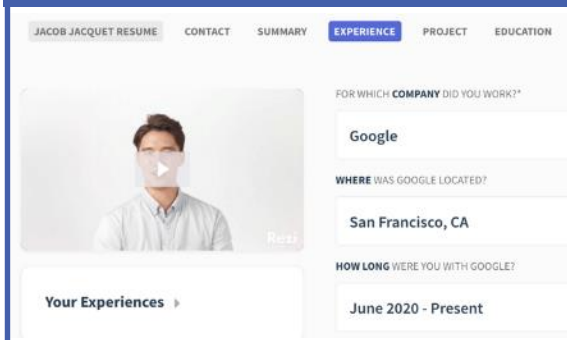 JACOB JACQUET RESUME CONTACT SUMMARY EXPERIENCE PROJECT EDUCATION
FOR WHICH COMPANY DID YOU WORK?*
Google
WHERE WAS GOOGLE LOCATED?
San Francisco, CA
HOW LONG WERE YOU WITH GOOGLE?
June 2020 - Present
Rezi
Your Experiences